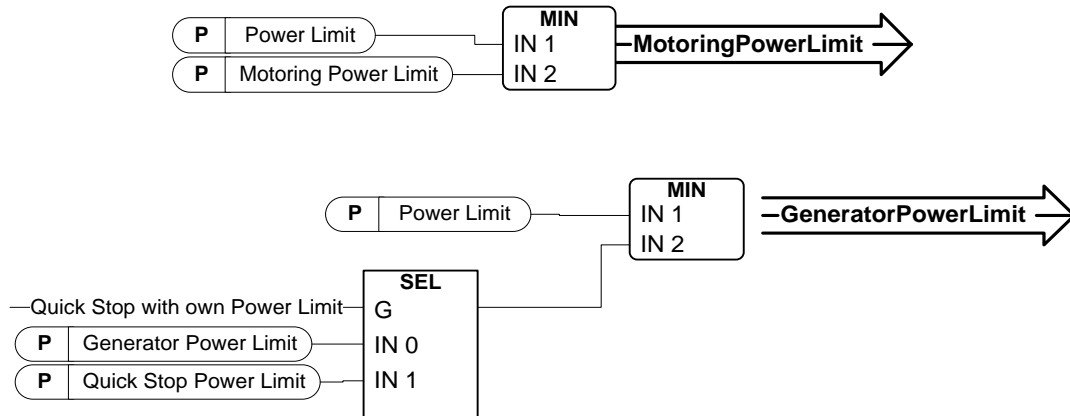 MIN
P Power Limit
IN 1
MotoringPowerLimit
P Motoring Power Limit
IN 2
MIN
P Power Limit
IN 1
GeneratorPowerLimit
IN 2
SEL
Quick Stop with own Power Limit
G
P Generator Power Limit
IN 0
P Quick Stop Power Limit
IN 1